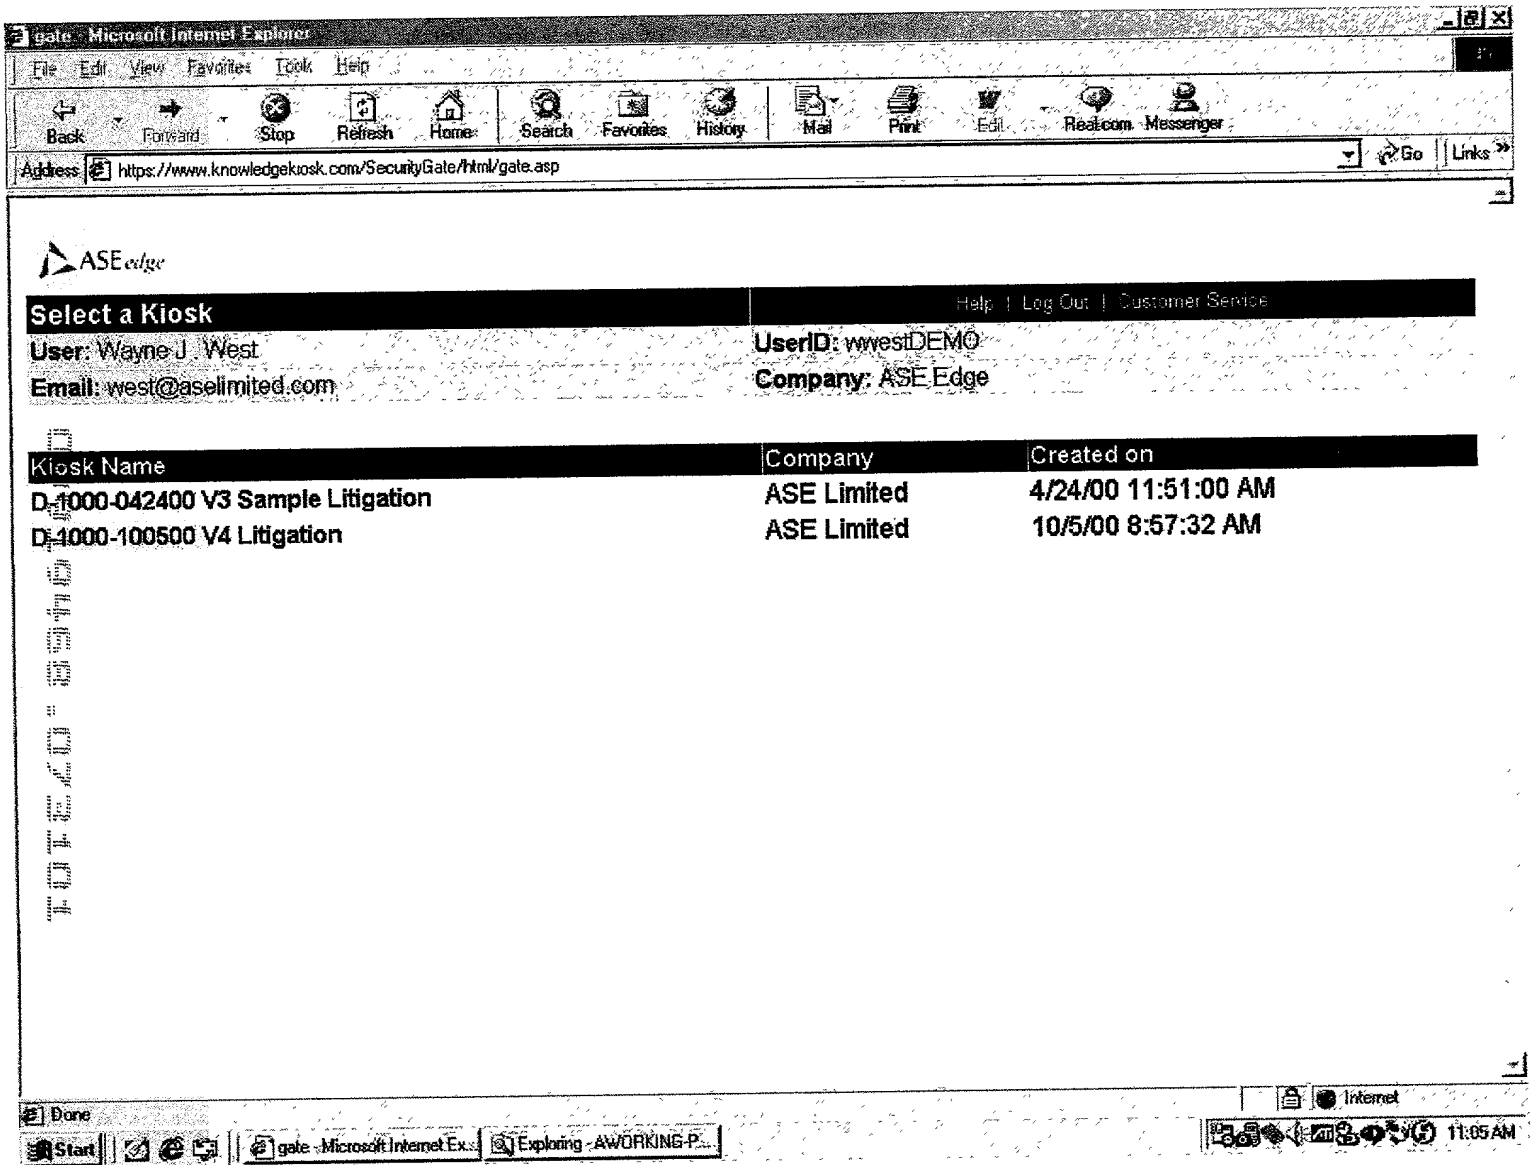 gate - Microsoft Internet Explorer
File Edit View Favorites Tools Help
Back Forward Stop Refresh Home Search Favorites History Mail Print Edit Real.com Messenger
Address https://www.knowledgekiosk.com/SecurityGate/html/gate.asp Go Links »
ASEedge
Select a Kiosk Help | Log Out | Customer Service
User: Wayne J. West UserID: wwestDEMO
Email: west@aselimited.com Company: ASE Edge
Kiosk Name Company Created on
D-1000-042400 V3 Sample Litigation ASE Limited 4/24/00 11:51:00 AM
D-1000-100500 V4 Litigation ASE Limited 10/5/00 8:57:32 AM
Done Internet
Start gate - Microsoft Internet Ex... Exploring - AWORKING-P... 11:05 AM